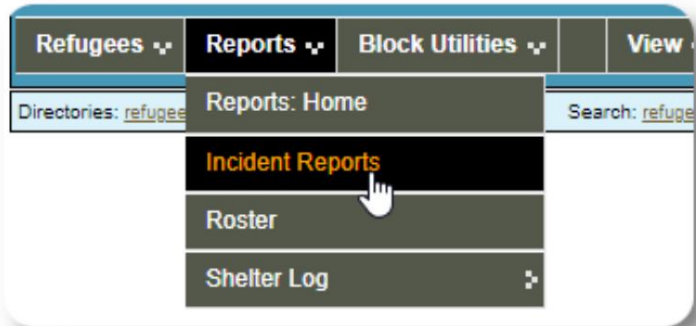 Refugees Reports Block Utilities View
Directories: refugee Search: refuge
Reports: Home
Incident Reports
Roster
Shelter Log